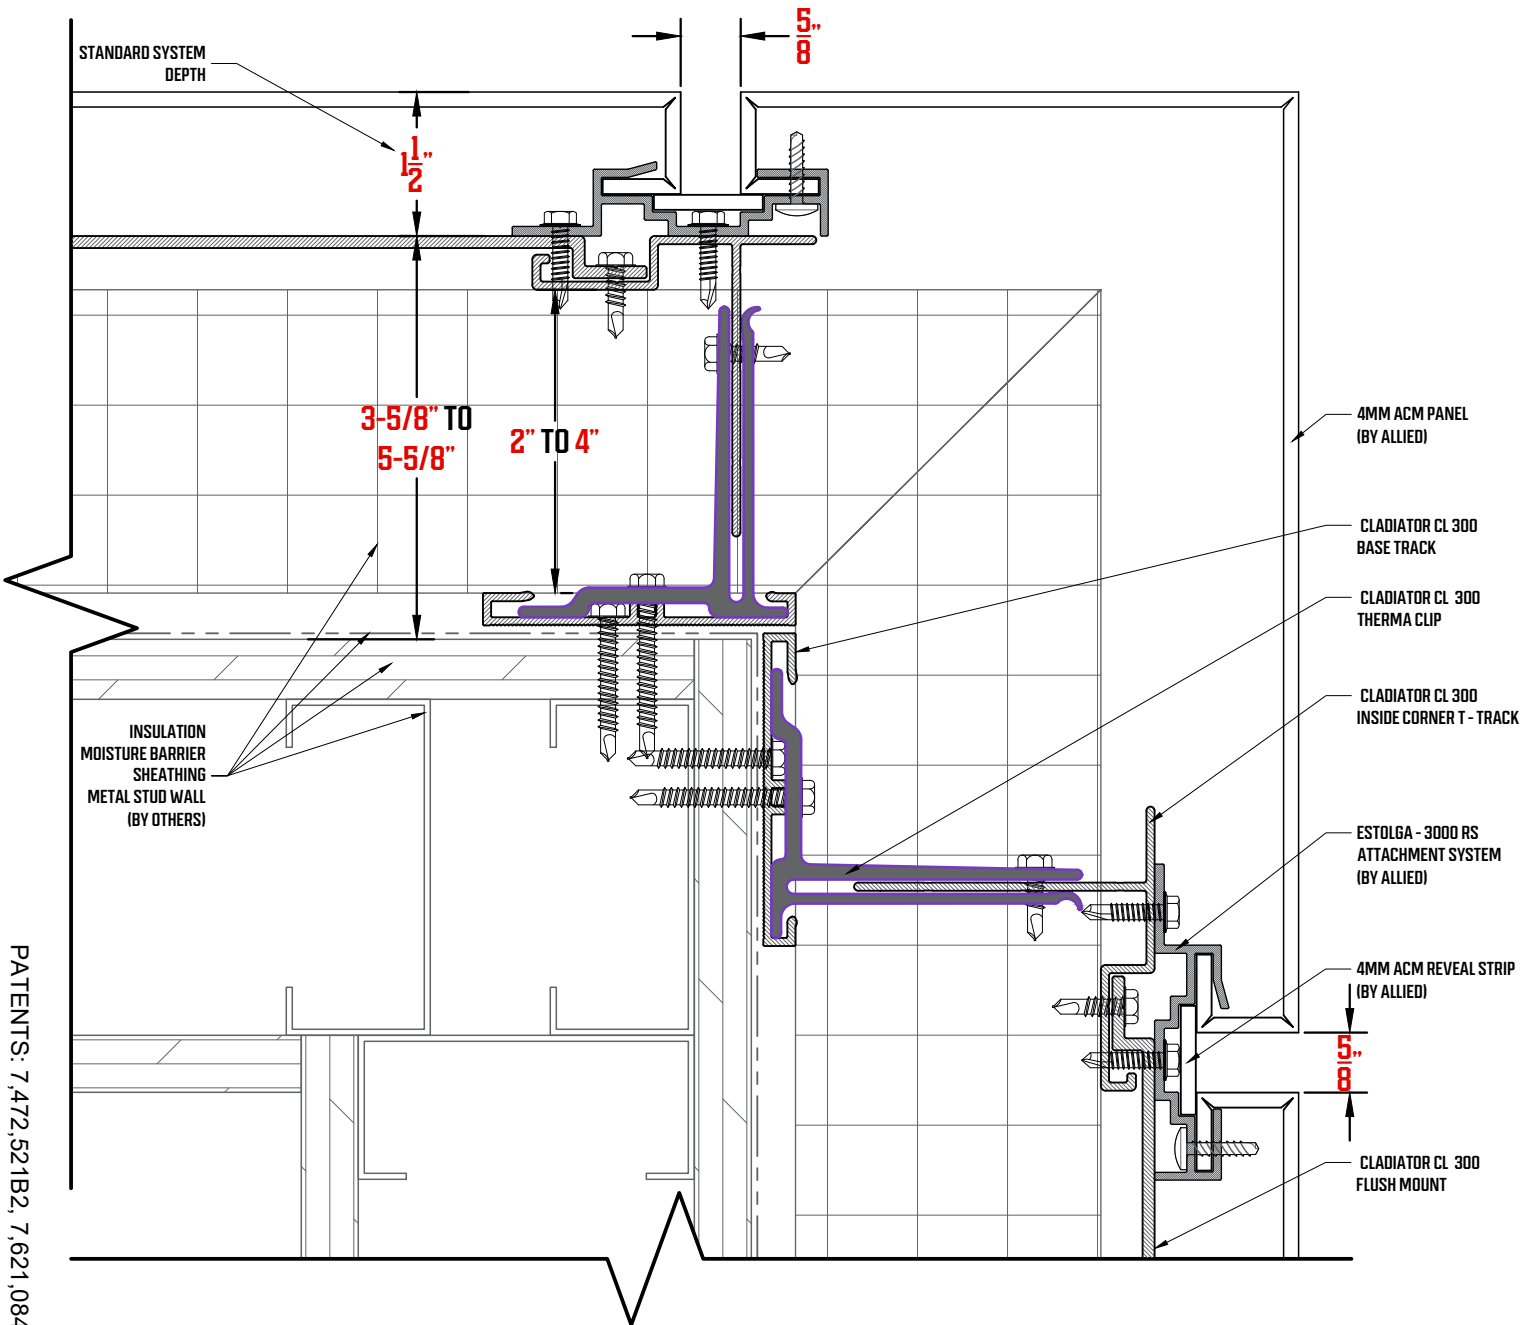 5"
8
STANDARD SYSTEM
DEPTH
1 1"
2
3-5/8" TO
5-5/8"
2" TO 4"
4MM ACM PANEL
(BY ALLIED)
CLADIATOR CL 300
BASE TRACK
CLADIATOR CL 300
THERMA CLIP
CLADIATOR CL 300
INSIDE CORNER T - TRACK
INSULATION
MOISTURE BARRIER
SHEATHING
METAL STUD WALL
(BY OTHERS)
ESTOLGA - 3000 RS
ATTACHMENT SYSTEM
(BY ALLIED)
4MM ACM REVEAL STRIP
(BY ALLIED)
5"
8
CLADIATOR CL 300
FLUSH MOUNT
PATENTS: 7,472,521B2, 7,621,084